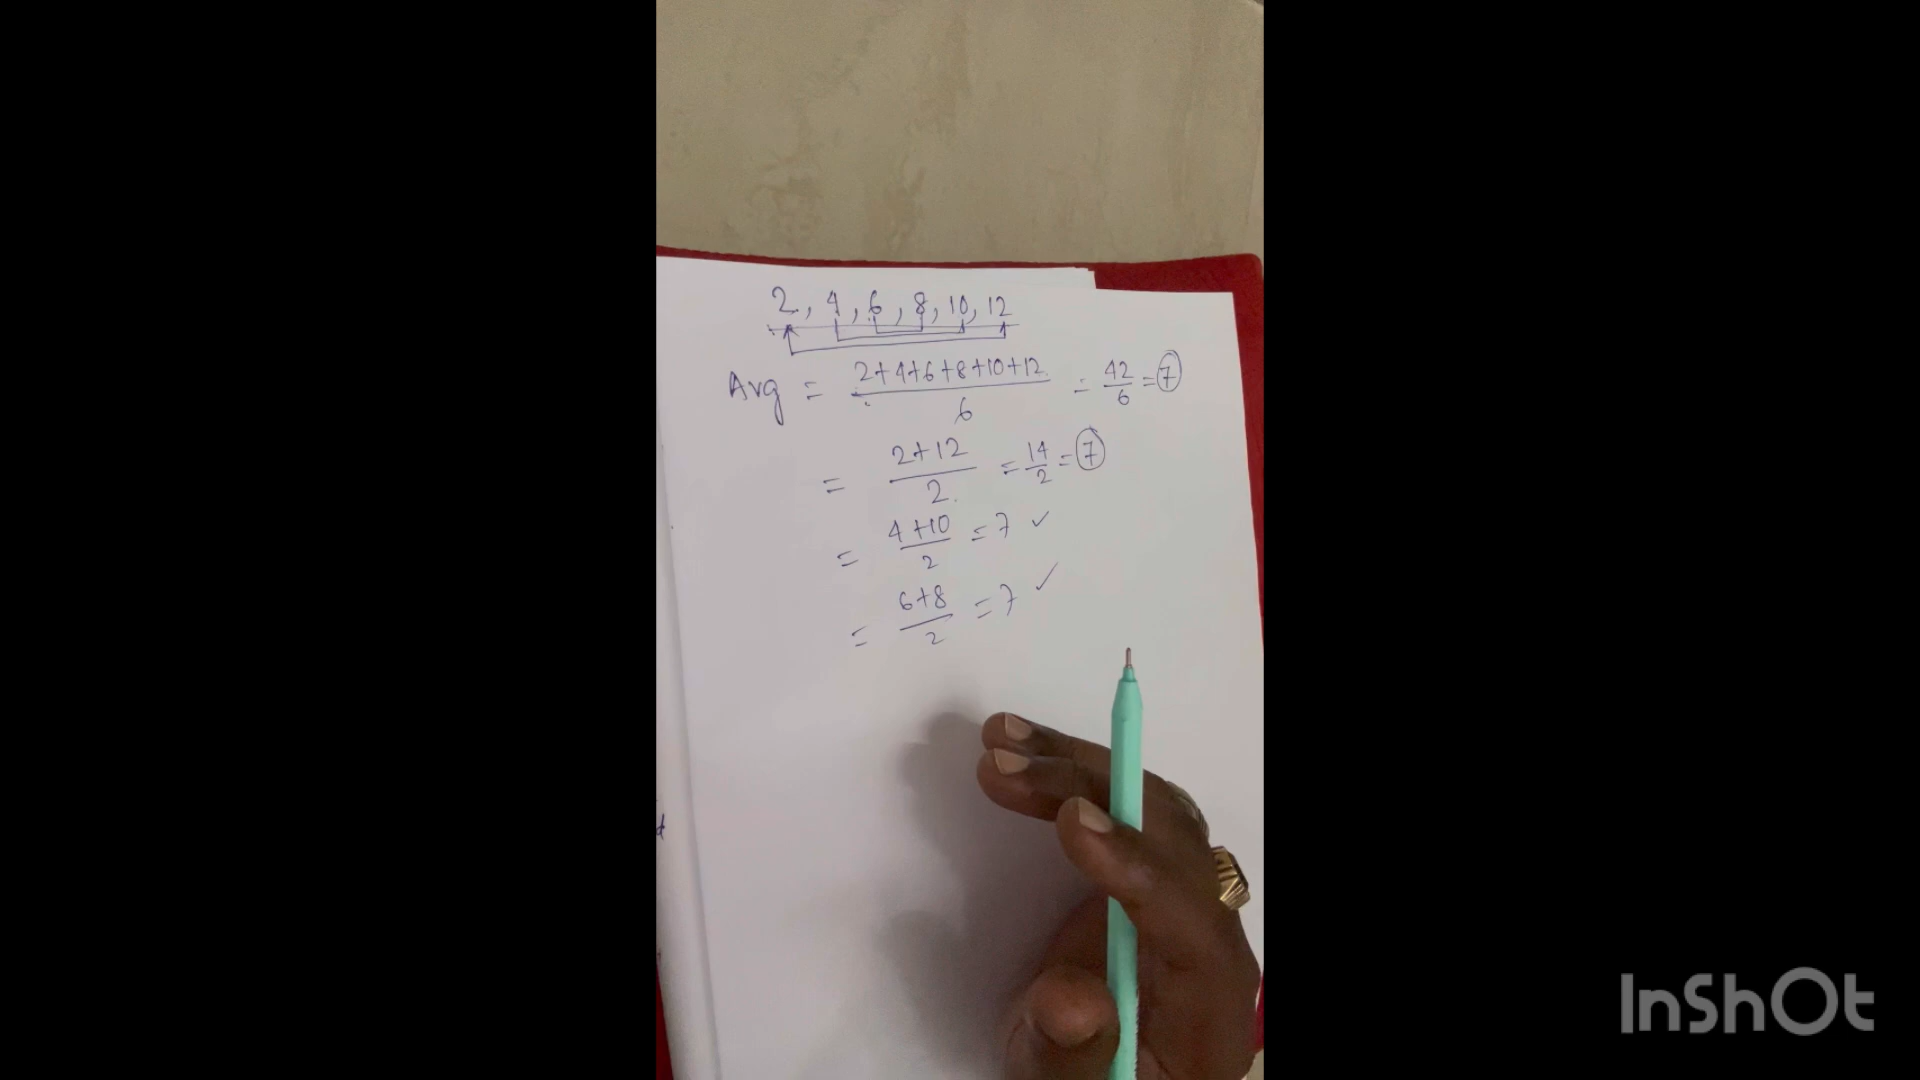 2, 4, 6, 8, 10, 12
Avg = 2+4+6+8+10+12 / 6 = 42/6 = 7
= 2+12 / 2 = 14/2 = 7
= 4+10 / 2 = 7 ✓
= 6+8 / 2 = 7 ✓
InShOt